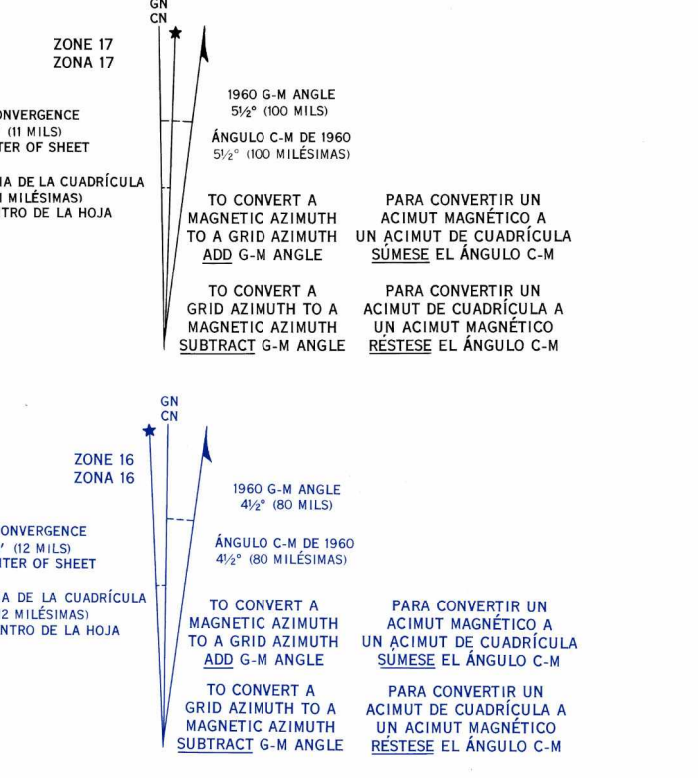 GN
CN
ZONE 17
ZONA 17
1960 G-M ANGLE
5½° (100 MILS)
ÁNGULO C-M DE 1960
5½° (100 MILÉSIMAS)
(11 MILS)
TER OF SHEET
DE LA CUADRÍCULA
MILÉSIMAS)
TRO DE LA HOJA
TO CONVERT A
MAGNETIC AZIMUTH
TO A GRID AZIMUTH
ADD G-M ANGLE
PARA CONVERTIR UN
ACIMUT MAGNÉTICO A
UN ACIMUT DE CUADRÍCULA
SÚMESE EL ÁNGULO C-M
TO CONVERT A
GRID AZIMUTH TO A
MAGNETIC AZIMUTH
SUBTRACT G-M ANGLE
PARA CONVERTIR UN
ACIMUT DE CUADRÍCULA A
UN ACIMUT MAGNÉTICO
RÉSTESE EL ÁNGULO C-M
GN
CN
ZONE 16
ZONA 16
1960 G-M ANGLE
4½° (80 MILS)
ÁNGULO C-M DE 1960
4½° (80 MILÉSIMAS)
ONVERGENCE
' (12 MILS)
TER OF SHEET
A DE LA CUADRÍCULA
2 MILÉSIMAS)
NTRO DE LA HOJA
TO CONVERT A
MAGNETIC AZIMUTH
TO A GRID AZIMUTH
ADD G-M ANGLE
PARA CONVERTIR UN
ACIMUT MAGNÉTICO A
UN ACIMUT DE CUADRÍCULA
SÚMESE EL ÁNGULO C-M
TO CONVERT A
GRID AZIMUTH TO A
MAGNETIC AZIMUTH
SUBTRACT G-M ANGLE
PARA CONVERTIR UN
ACIMUT DE CUADRÍCULA A
UN ACIMUT MAGNÉTICO
RÉSTESE EL ÁNGULO C-M